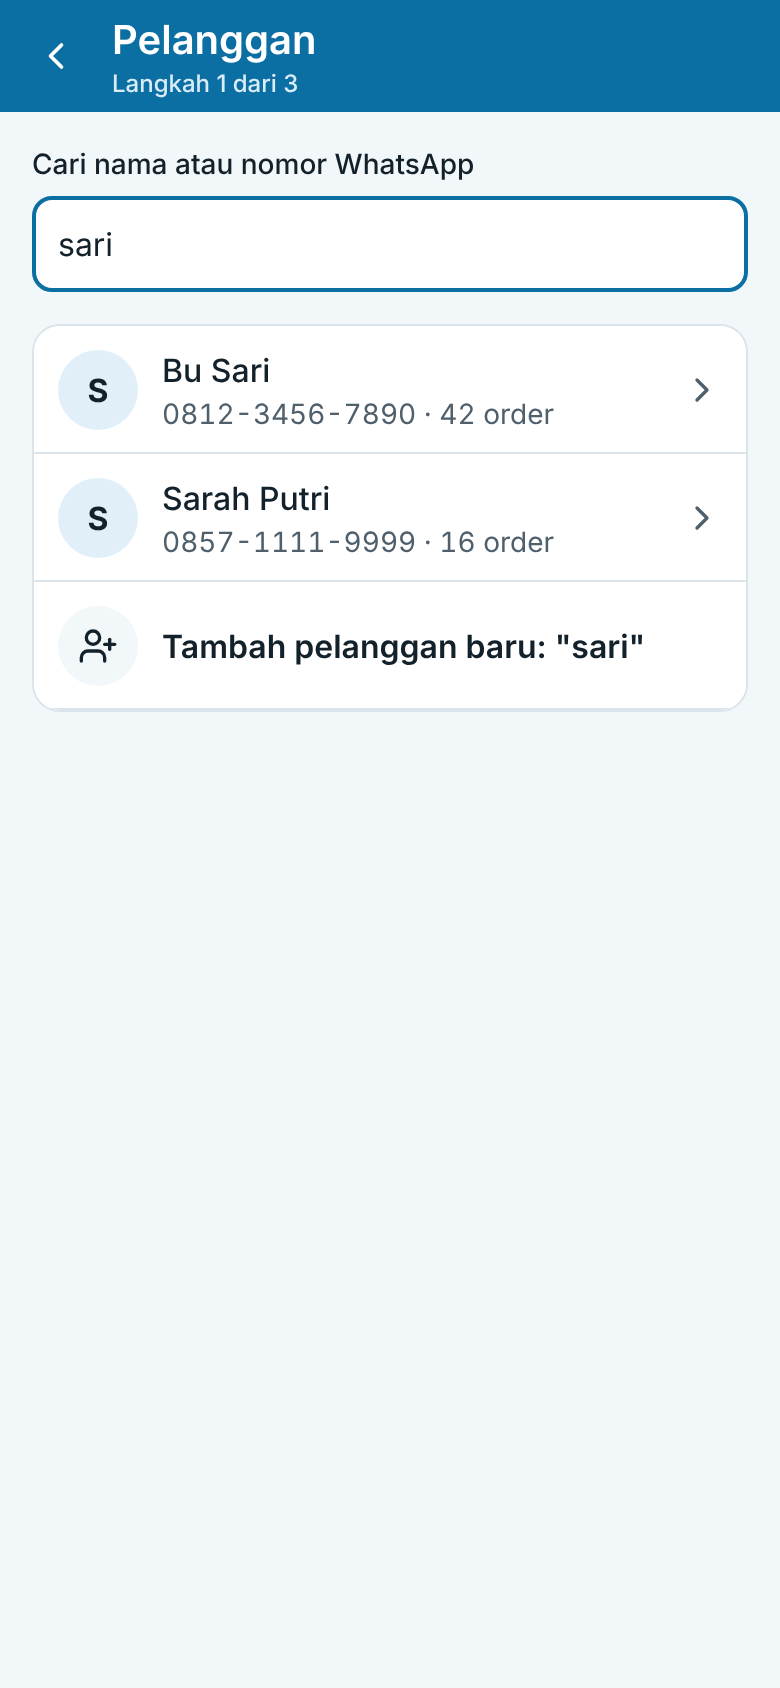 Pelanggan
Langkah 1 dari 3
Cari nama atau nomor WhatsApp
sari
S
Bu Sari
0812-3456-7890 · 42 order
S
Sarah Putri
0857-1111-9999 · 16 order
Tambah pelanggan baru: "sari"